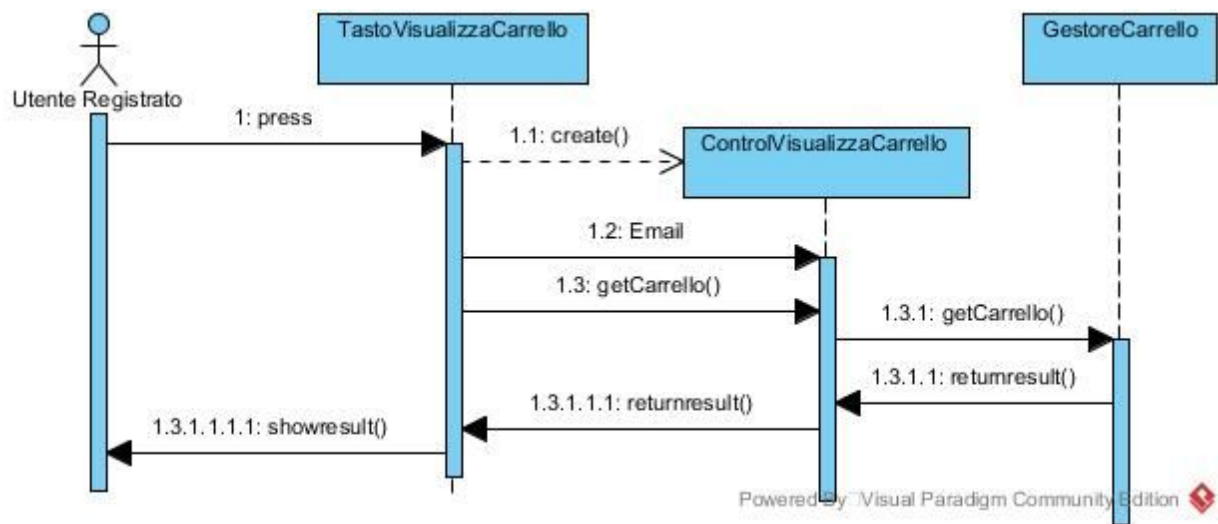 TastoVisualizzaCarrello
GestoreCarrello
Utente Registrato
1: press
1.1: create()
ControlVisualizzaCarrello
1.2: Email
1.3: getCarrello()
1.3.1: getCarrello()
1.3.1.1: returnresult()
1.3.1.1.1: returnresult()
1.3.1.1.1.1: showresult()
Powered By Visual Paradigm Community Edition